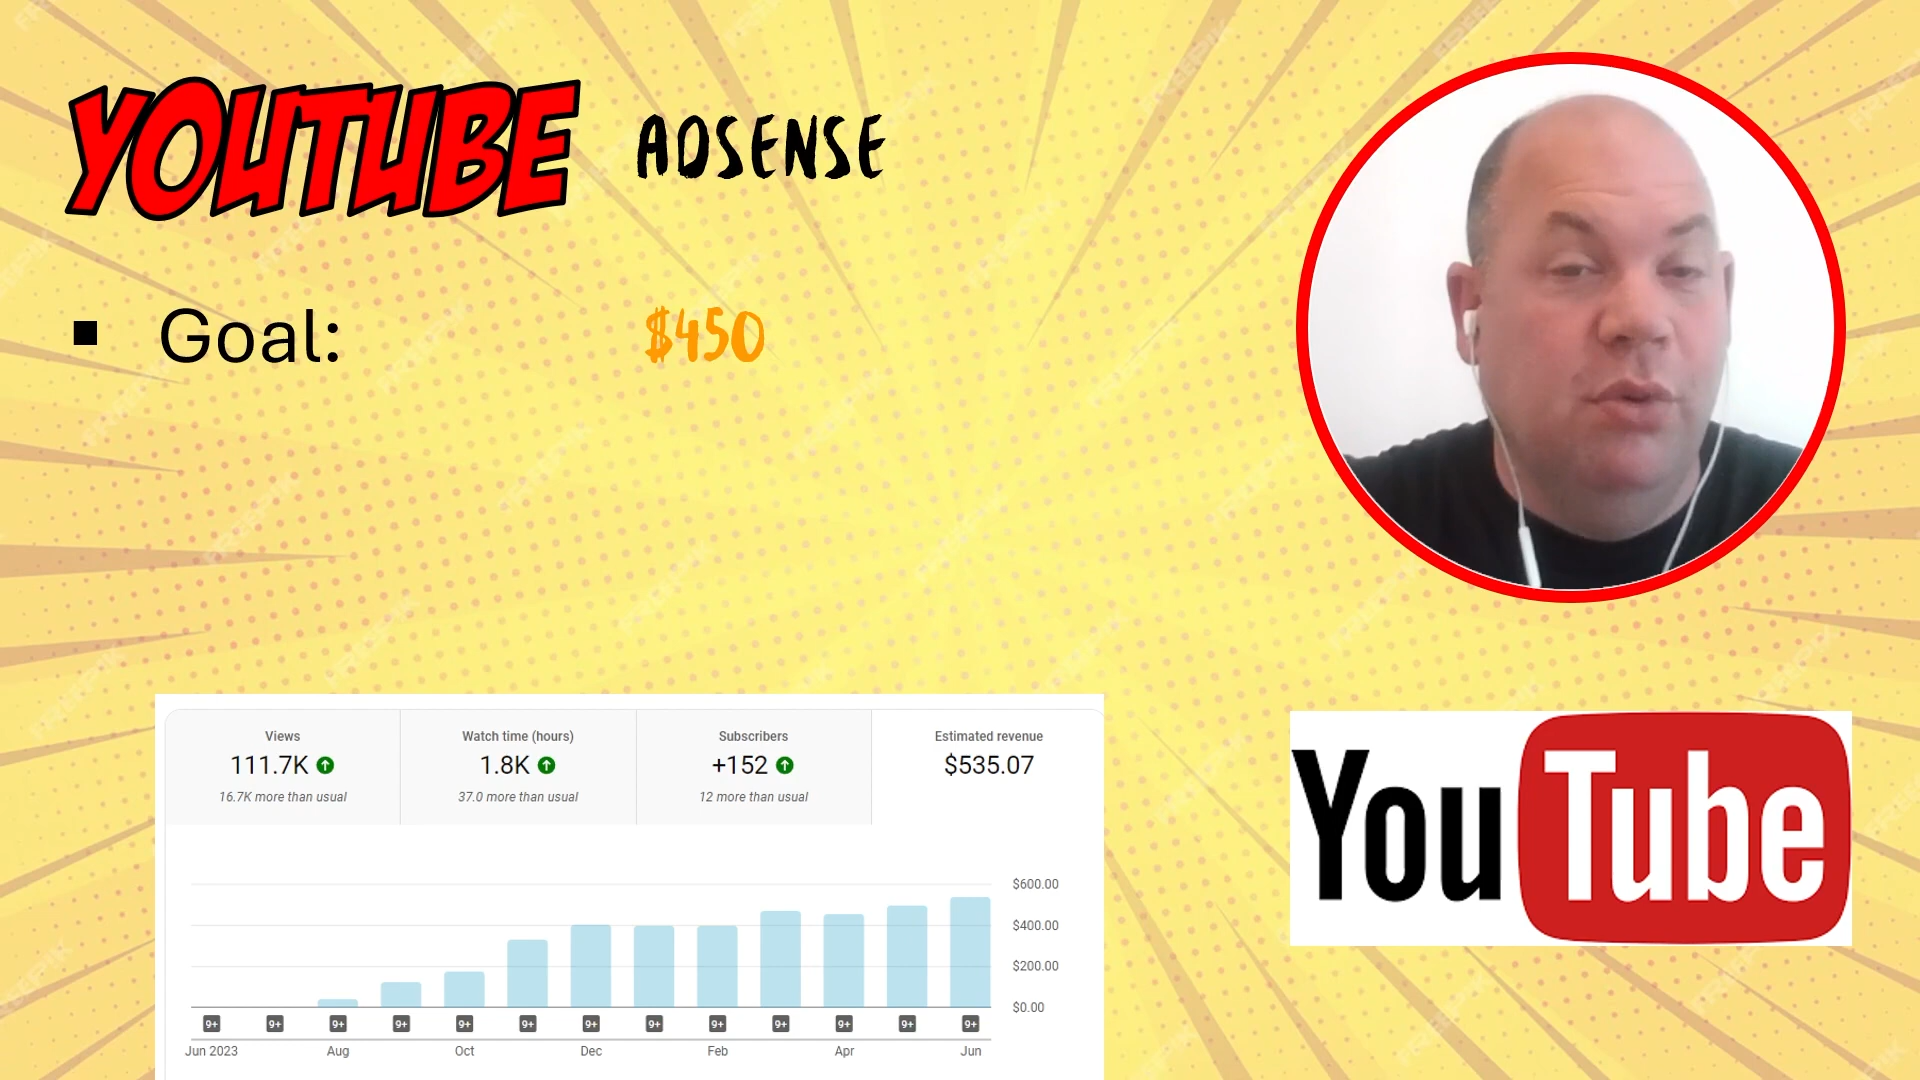 YOUTUBE ADSENSE
▪ Goal: $450
Views Watch time (hours) Subscribers Estimated revenue
111.7K 1.8K +152 $535.07
16.7K more than usual 37.0 more than usual 12 more than usual
$600.00
$400.00
$200.00
$0.00
9+ 9+ 9+ 9+ 9+ 9+ 9+ 9+ 9+ 9+ 9+ 9+ 9+
Jun 2023 Aug Oct Dec Feb Apr Jun
YouTube